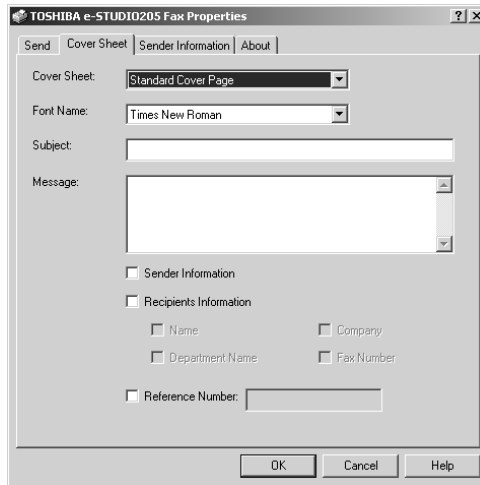 TOSHIBA e-STUDIO205 Fax Properties
Send Cover Sheet Sender Information About
Cover Sheet: Standard Cover Page
Font Name: Times New Roman
Subject:
Message:
Sender Information
Recipients Information
Name Company
Department Name Fax Number
Reference Number:
OK Cancel Help